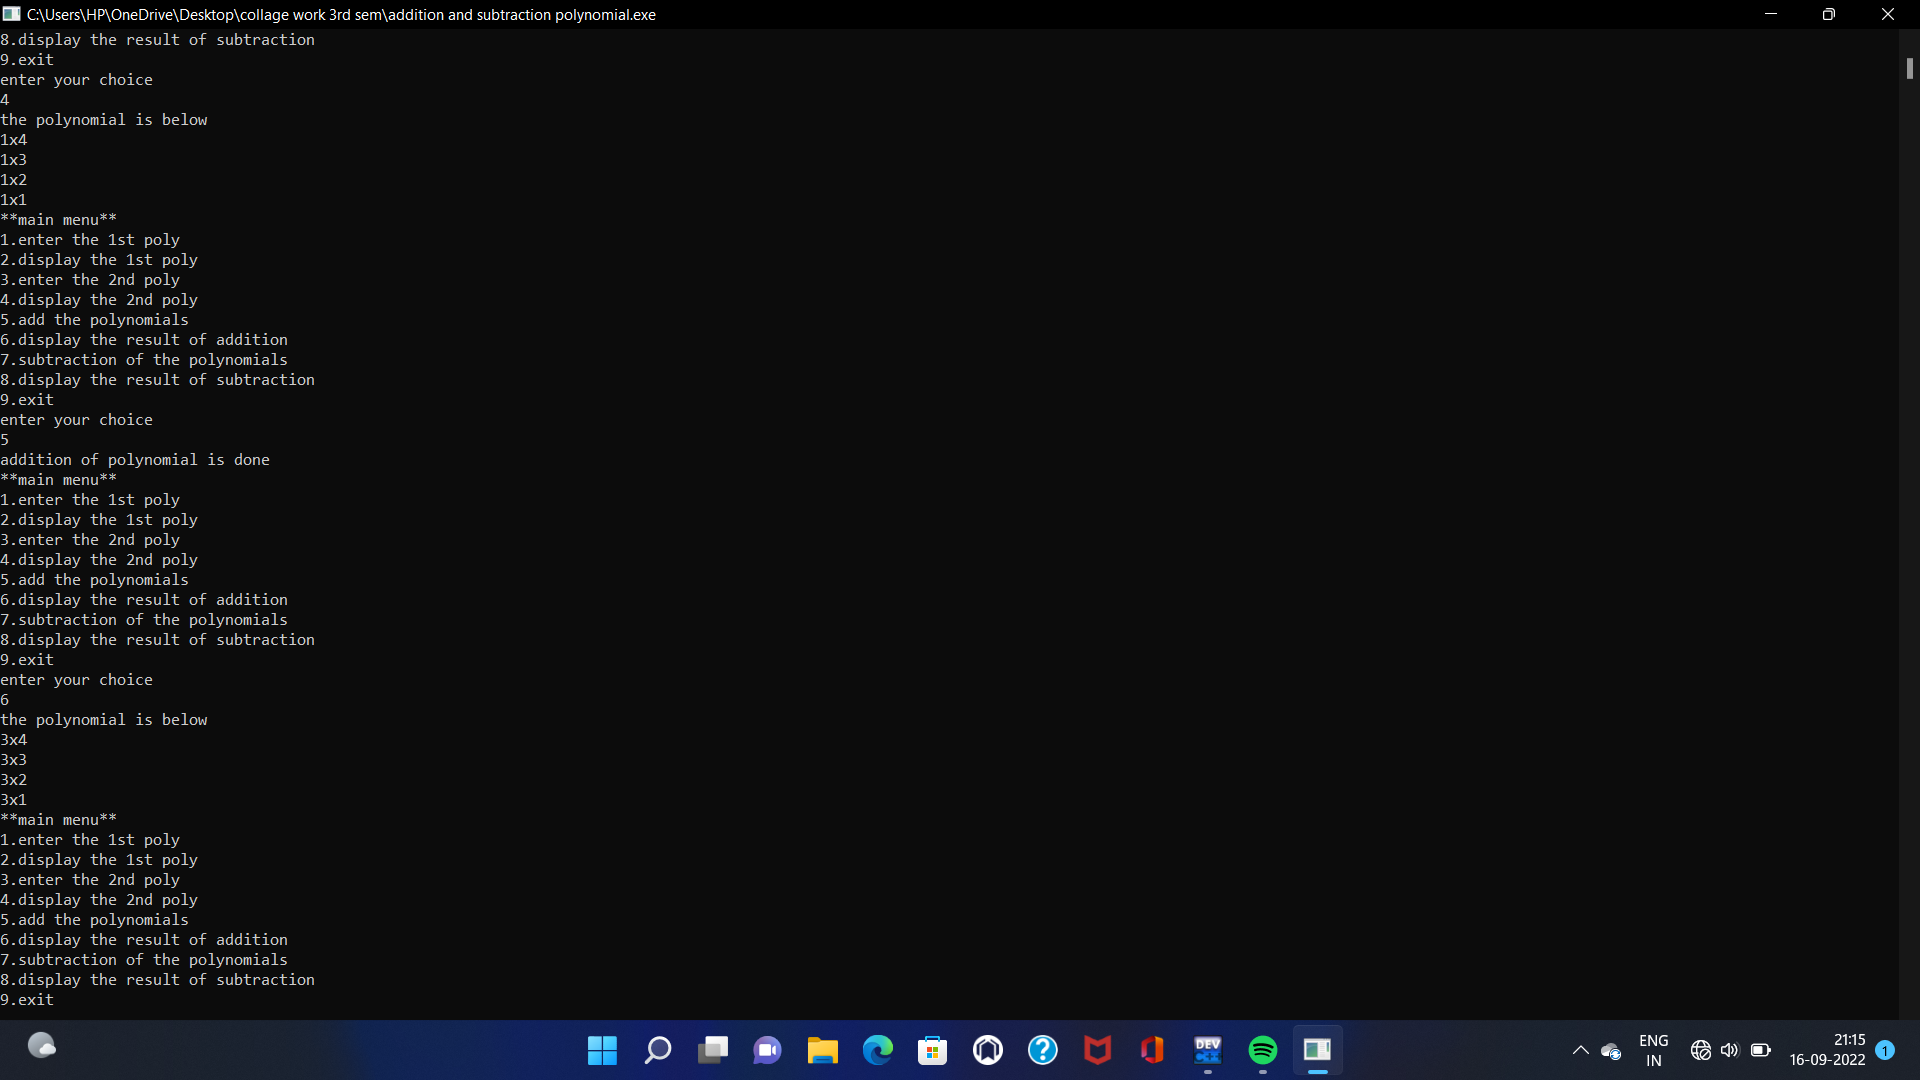 C:\Users\HP\OneDrive\Desktop\collage work 3rd sem\addition and subtraction polynomial.exe
8.display the result of subtraction
9.exit
enter your choice
4
the polynomial is below
1x4
1x3
1x2
1x1
**main menu**
1.enter the 1st poly
2.display the 1st poly
3.enter the 2nd poly
4.display the 2nd poly
5.add the polynomials
6.display the result of addition
7.subtraction of the polynomials
8.display the result of subtraction
9.exit
enter your choice
5
addition of polynomial is done
**main menu**
1.enter the 1st poly
2.display the 1st poly
3.enter the 2nd poly
4.display the 2nd poly
5.add the polynomials
6.display the result of addition
7.subtraction of the polynomials
8.display the result of subtraction
9.exit
enter your choice
6
the polynomial is below
3x4
3x3
3x2
3x1
**main menu**
1.enter the 1st poly
2.display the 1st poly
3.enter the 2nd poly
4.display the 2nd poly
5.add the polynomials
6.display the result of addition
7.subtraction of the polynomials
8.display the result of subtraction
9.exit
DEV
C++
ENG
IN
21:15
16-09-2022
1